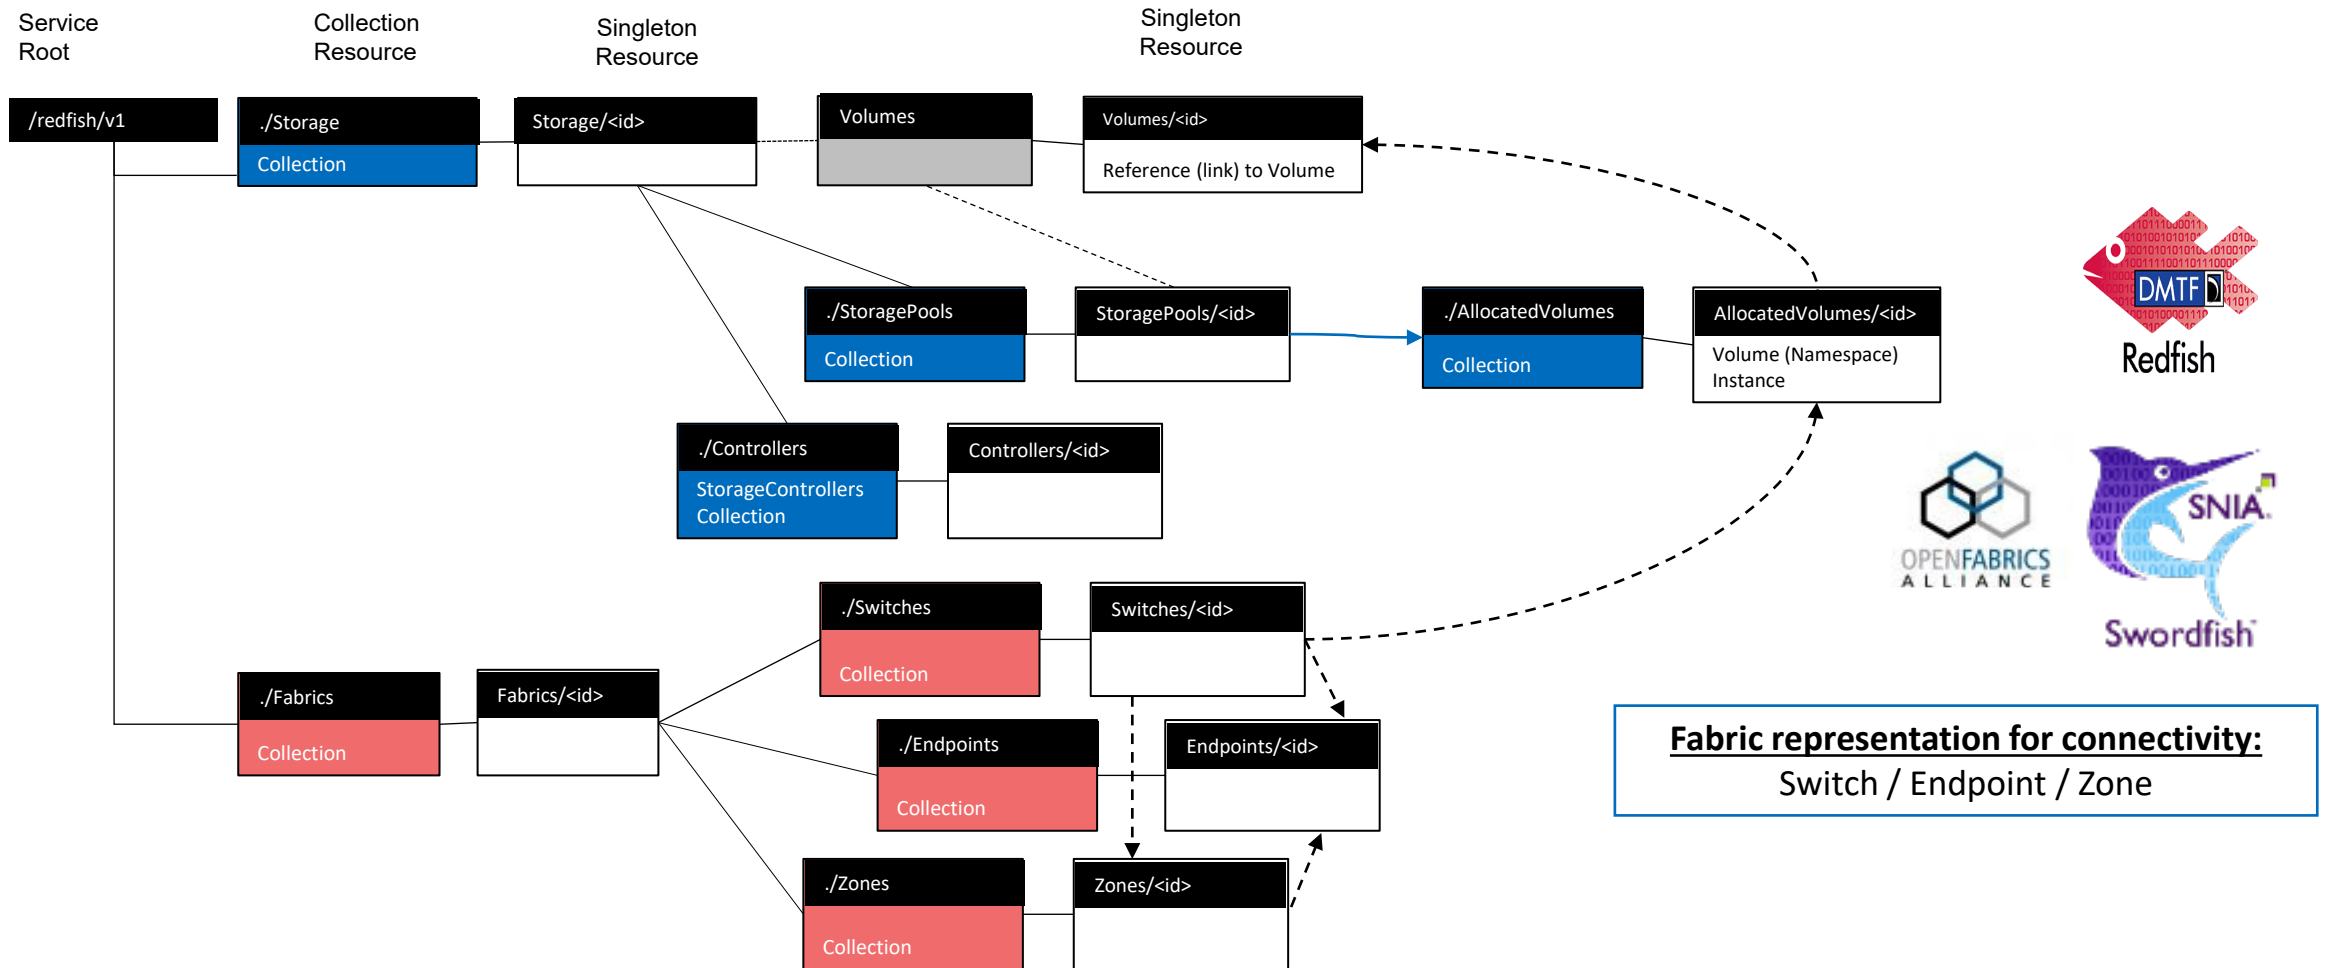 Service
Root
Collection
Resource
Singleton
Resource
Singleton
Resource
/redfish/v1
./Storage
Collection
Storage/<id>
Volumes
Volumes/<id>
Reference (link) to Volume
./StoragePools
Collection
StoragePools/<id>
./AllocatedVolumes
Collection
AllocatedVolumes/<id>
Volume (Namespace)
Instance
DMTF
Redfish
./Controllers
StorageControllers
Collection
Controllers/<id>
OPENFABRICS
ALLIANCE
SNIA.
Swordfish
./Switches
Collection
Switches/<id>
./Fabrics
Collection
Fabrics/<id>
./Endpoints
Collection
Endpoints/<id>
Fabric representation for connectivity:
Switch / Endpoint / Zone
./Zones
Collection
Zones/<id>